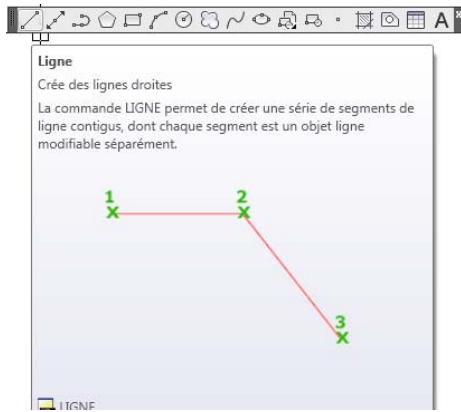 A
Ligne
Crée des lignes droites
La commande LIGNE permet de créer une série de segments de
ligne contigus, dont chaque segment est un objet ligne
modifiable séparément.
1
2
3
LIGNE